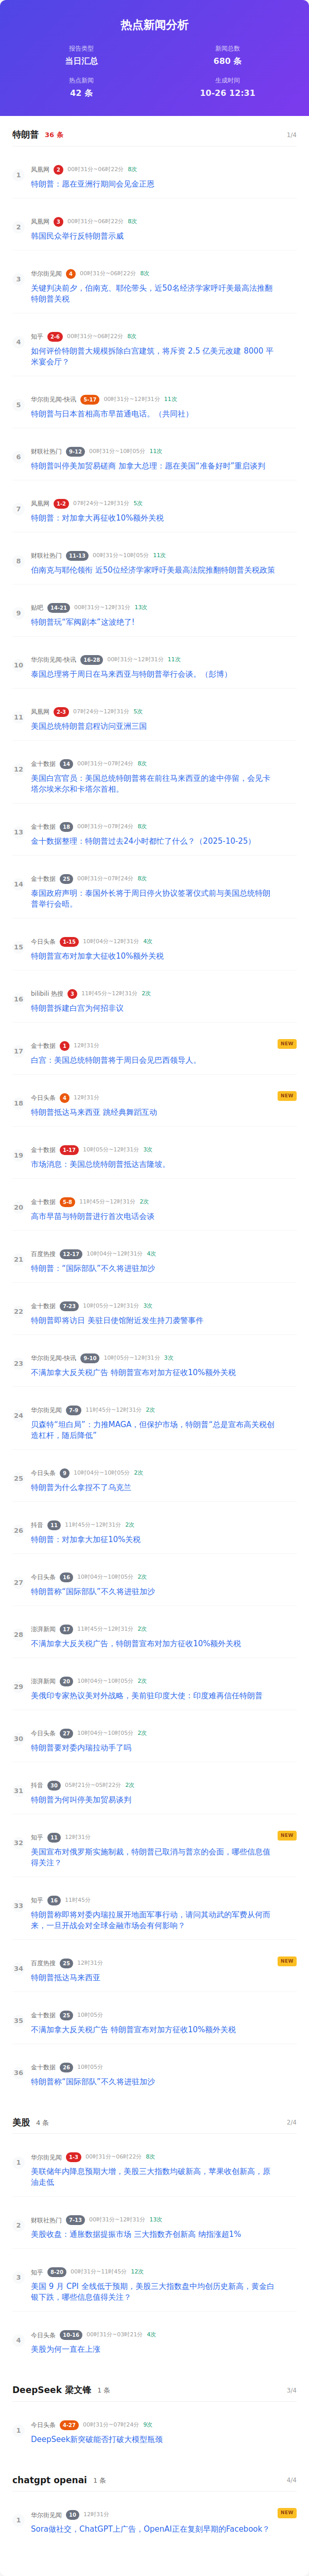 热点新闻分析
报告类型
当日汇总
新闻总数
680 条
热点新闻
42 条
生成时间
10-26 12:31
特朗普 36 条 1/4
1
凤凰网 2 00时31分~06时22分 8次
特朗普：愿在亚洲行期间会见金正恩
2
凤凰网 3 00时31分~06时22分 8次
韩国民众举行反特朗普示威
3
华尔街见闻 4 00时31分~06时22分 8次
关键判决前夕，伯南克、耶伦带头，近50名经济学家呼吁美最高法推翻
特朗普关税
4
知乎 2-6 00时31分~06时22分 8次
如何评价特朗普大规模拆除白宫建筑，将斥资 2.5 亿美元改建 8000 平
米宴会厅？
5
华尔街见闻-快讯 5-17 00时31分~12时31分 11次
特朗普与日本首相高市早苗通电话。（共同社）
6
财联社热门 9-12 00时31分~10时05分 11次
特朗普叫停美加贸易磋商 加拿大总理：愿在美国“准备好时”重启谈判
7
凤凰网 1-2 07时24分~12时31分 5次
特朗普：对加拿大再征收10%额外关税
8
财联社热门 11-13 00时31分~10时05分 11次
伯南克与耶伦领衔 近50位经济学家呼吁美最高法院推翻特朗普关税政策
9
贴吧 14-21 00时31分~12时31分 13次
特朗普玩“军阀剧本”这波绝了!
10
华尔街见闻-快讯 16-28 00时31分~12时31分 11次
泰国总理将于周日在马来西亚与特朗普举行会谈。（彭博）
11
凤凰网 2-3 07时24分~12时31分 5次
美国总统特朗普启程访问亚洲三国
12
金十数据 14 00时31分~07时24分 8次
美国白宫官员：美国总统特朗普将在前往马来西亚的途中停留，会见卡
塔尔埃米尔和卡塔尔首相。
13
金十数据 18 00时31分~07时24分 8次
金十数据整理：特朗普过去24小时都忙了什么？（2025-10-25）
14
金十数据 25 00时31分~07时24分 8次
泰国政府声明：泰国外长将于周日停火协议签署仪式前与美国总统特朗
普举行会晤。
15
今日头条 1-15 10时04分~12时31分 4次
特朗普宣布对加拿大征收10%额外关税
16
bilibili 热搜 3 11时45分~12时31分 2次
特朗普拆建白宫为何招非议
17
金十数据 1 12时31分 NEW
白宫：美国总统特朗普将于周日会见巴西领导人。
18
今日头条 4 12时31分 NEW
特朗普抵达马来西亚 跳经典舞蹈互动
19
金十数据 1-17 10时05分~12时31分 3次
市场消息：美国总统特朗普抵达吉隆坡。
20
金十数据 5-8 11时45分~12时31分 2次
高市早苗与特朗普进行首次电话会谈
21
百度热搜 12-17 10时04分~12时31分 4次
特朗普：“国际部队”不久将进驻加沙
22
金十数据 7-23 10时05分~12时31分 3次
特朗普即将访日 美驻日使馆附近发生持刀袭警事件
23
华尔街见闻-快讯 9-10 10时05分~12时31分 3次
不满加拿大反关税广告 特朗普宣布对加方征收10%额外关税
24
华尔街见闻 7-9 11时45分~12时31分 2次
贝森特“坦白局”：力推MAGA，但保护市场，特朗普“总是宣布高关税创
造杠杆，随后降低”
25
今日头条 9 10时04分~10时05分 2次
特朗普为什么拿捏不了乌克兰
26
抖音 11 11时45分~12时31分 2次
特朗普：对加拿大加征10%关税
27
今日头条 16 10时04分~10时05分 2次
特朗普称“国际部队”不久将进驻加沙
28
澎湃新闻 17 11时45分~12时31分 2次
不满加拿大反关税广告，特朗普宣布对加方征收10%额外关税
29
澎湃新闻 20 10时04分~10时05分 2次
美俄印专家热议美对外战略，美前驻印度大使：印度难再信任特朗普
30
今日头条 27 10时04分~10时05分 2次
特朗普要对委内瑞拉动手了吗
31
抖音 30 05时21分~05时22分 2次
特朗普为何叫停美加贸易谈判
32
知乎 11 12时31分 NEW
美国宣布对俄罗斯实施制裁，特朗普已取消与普京的会面，哪些信息值
得关注？
33
知乎 16 11时45分
特朗普称即将对委内瑞拉展开地面军事行动，请问其动武的军费从何而
来，一旦开战会对全球金融市场会有何影响？
34
百度热搜 25 12时31分 NEW
特朗普抵达马来西亚
35
金十数据 25 10时05分
不满加拿大反关税广告 特朗普宣布对加方征收10%额外关税
36
金十数据 26 10时05分
特朗普称“国际部队”不久将进驻加沙
美股 4 条 2/4
1
华尔街见闻 1-3 00时31分~06时22分 8次
美联储年内降息预期大增，美股三大指数均破新高，苹果收创新高，原
油走低
2
财联社热门 7-13 00时31分~12时31分 13次
美股收盘：通胀数据提振市场 三大指数齐创新高 纳指涨超1%
3
知乎 8-20 00时31分~11时45分 12次
美国 9 月 CPI 全线低于预期，美股三大指数盘中均创历史新高，黄金白
银下跌，哪些信息值得关注？
4
今日头条 10-16 00时31分~03时21分 4次
美股为何一直在上涨
DeepSeek 梁文锋 1 条 3/4
1
今日头条 4-27 00时31分~07时24分 9次
DeepSeek新突破能否打破大模型瓶颈
chatgpt openai 1 条 4/4
1
华尔街见闻 10 12时31分 NEW
Sora做社交，ChatGPT上广告，OpenAI正在复刻早期的Facebook？